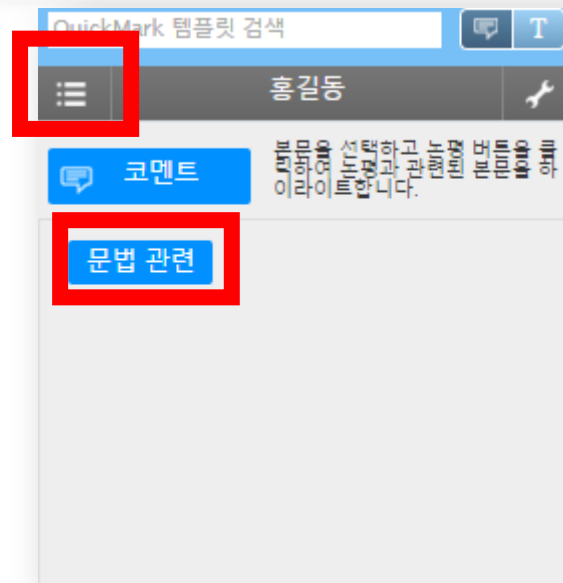 QuickMark 템플릿 검색
T
홍길동
코멘트
본문을 선택하고 논평 버튼을 클
릭하여 논평과 관련된 본문을 하
이라이트합니다.
문법 관련